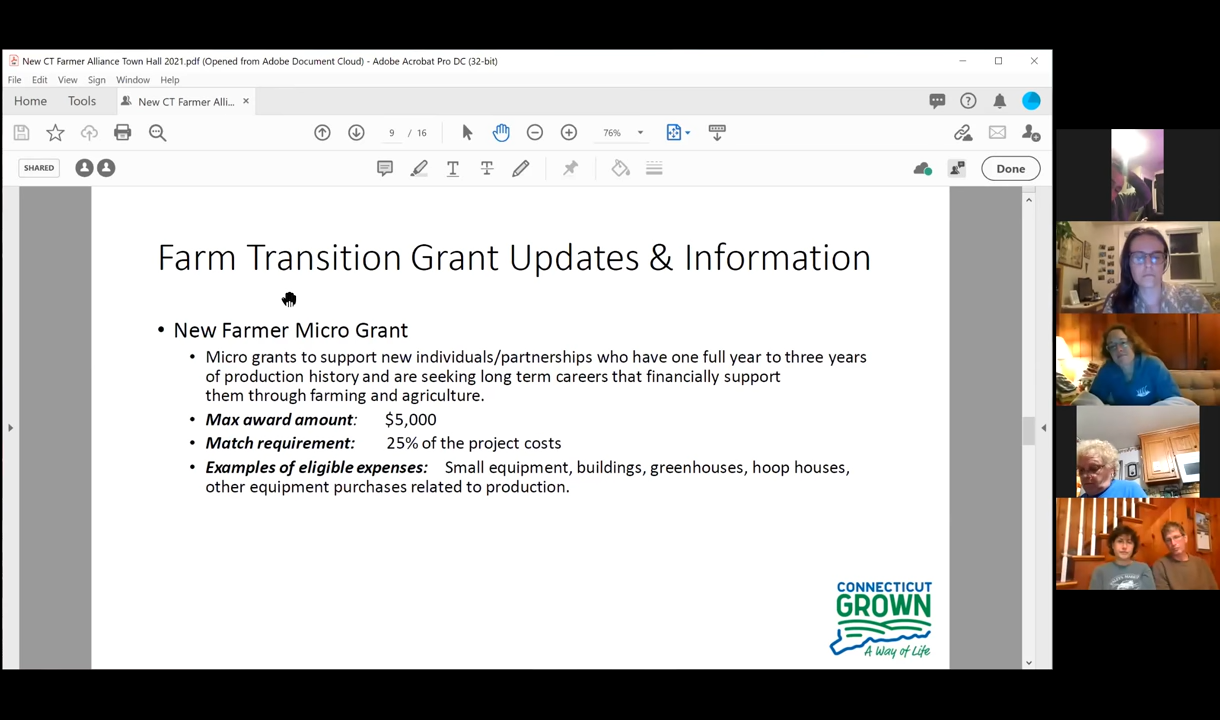 New CT Farmer Alliance Town Hall 2021.pdf (Opened from Adobe Document Cloud) - Adobe Acrobat Pro DC (32-bit)
File Edit View Sign Window Help
Home Tools New CT Farmer Alli... ×
9 / 16 76%
SHARED Done
Farm Transition Grant Updates & Information
• New Farmer Micro Grant
• Micro grants to support new individuals/partnerships who have one full year to three years
of production history and are seeking long term careers that financially support
them through farming and agriculture.
• Max award amount: $5,000
• Match requirement: 25% of the project costs
• Examples of eligible expenses: Small equipment, buildings, greenhouses, hoop houses,
other equipment purchases related to production.
CONNECTICUT
GROWN
A Way of Life